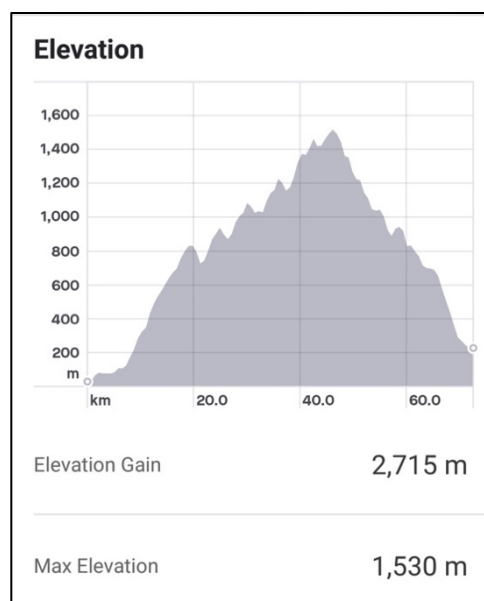 Elevation
1,600
1,400
1,200
1,000
800
600
400
200
m
km 20.0 40.0 60.0
Elevation Gain 2,715 m
Max Elevation 1,530 m